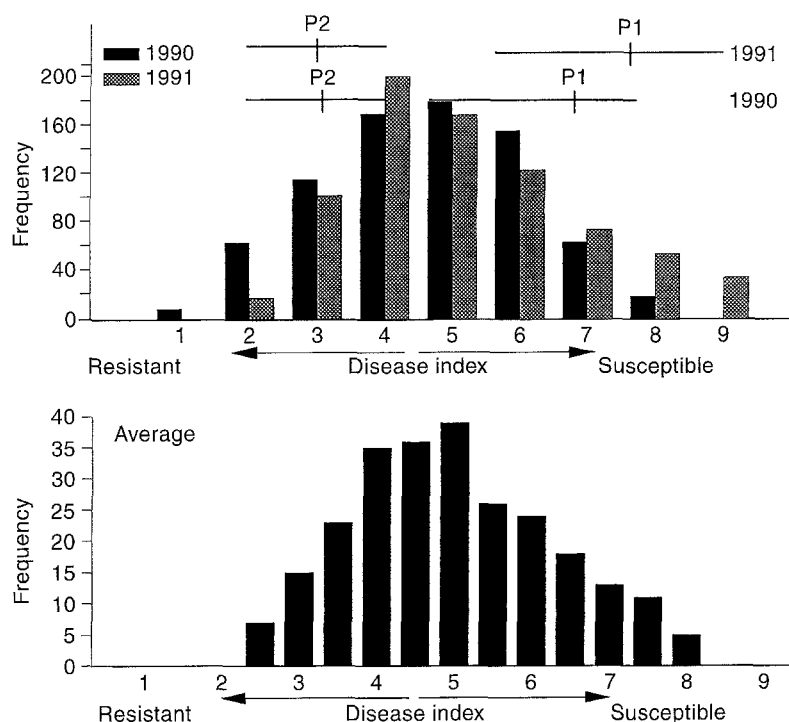 P2 P1
1990 1991
1991
200 P2 P1
1990
160
120
80
40
0
Frequency
1 2 3 4 5 6 7 8 9
Resistant Disease index Susceptible
40
Average
35
30
25
20
15
10
5
0
Frequency
1 2 3 4 5 6 7 8 9
Resistant Disease index Susceptible